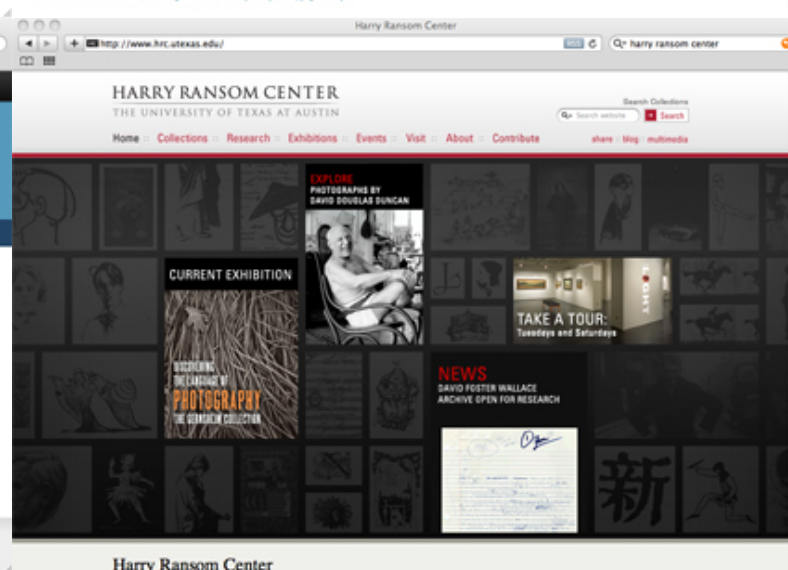 Harry Ransom Center
http://www.hrc.utexas.edu/
RSS
harry ransom center
HARRY RANSOM CENTER
THE UNIVERSITY OF TEXAS AT AUSTIN
Search Collections
Search website
Search
Home :: Collections :: Research :: Exhibitions :: Events :: Visit :: About :: Contribute
share :: blog :: multimedia
EXPLORE
PHOTOGRAPHS BY
DAVID DOUGLAS DUNCAN
CURRENT EXHIBITION
DISCOVERING
THE LANGUAGE OF
PHOTOGRAPHY
THE GERNSHEIM COLLECTION
LIGHT
TAKE A TOUR:
Tuesdays and Saturdays
NEWS
DAVID FOSTER WALLACE
ARCHIVE OPEN FOR RESEARCH
新
Harry Ransom Center